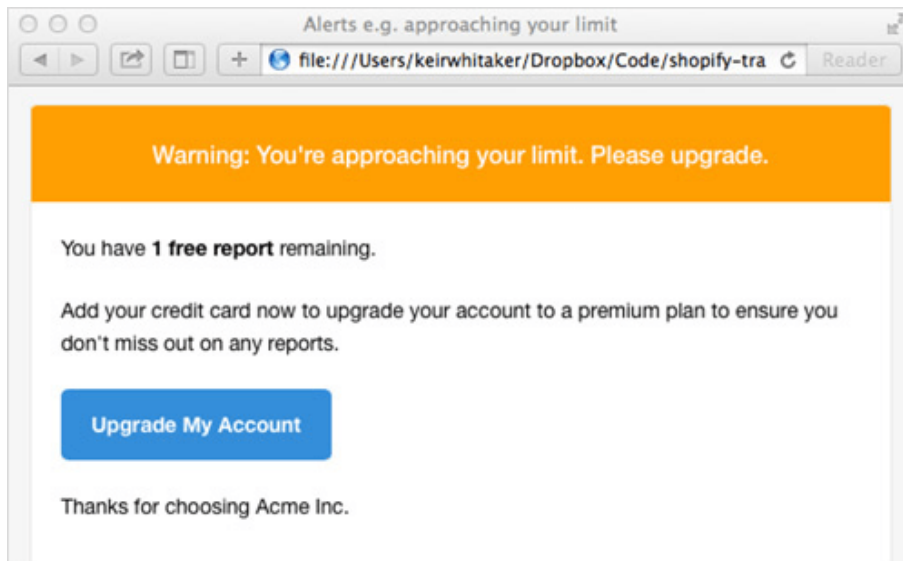 Alerts e.g. approaching your limit
file:///Users/keirwhitaker/Dropbox/Code/shopify-tra
Reader
Warning: You're approaching your limit. Please upgrade.
You have 1 free report remaining.
Add your credit card now to upgrade your account to a premium plan to ensure you
don't miss out on any reports.
Upgrade My Account
Thanks for choosing Acme Inc.